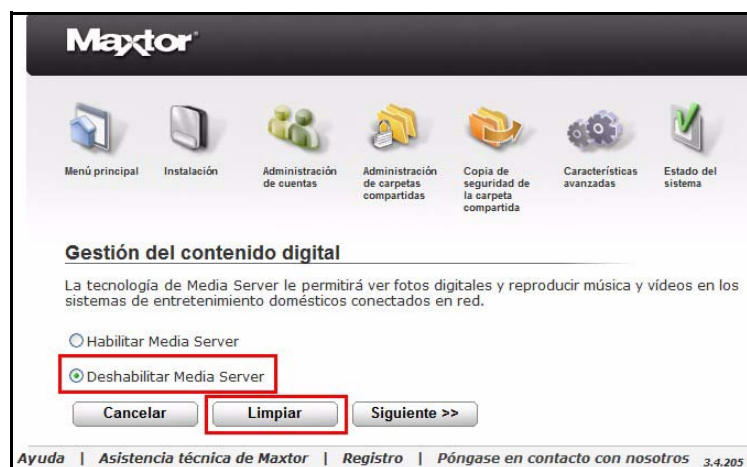 Maxtor
Menú principal
Instalación
Administración
de cuentas
Administración
de carpetas
compartidas
Copia de
seguridad de
la carpeta
compartida
Características
avanzadas
Estado del
sistema
Gestión del contenido digital
La tecnología de Media Server le permitirá ver fotos digitales y reproducir música y vídeos en los
sistemas de entretenimiento domésticos conectados en red.
Habilitar Media Server
Deshabilitar Media Server
Cancelar Limpiar Siguiente >>
Ayuda | Asistencia técnica de Maxtor | Registro | Póngase en contacto con nosotros 3.4.205